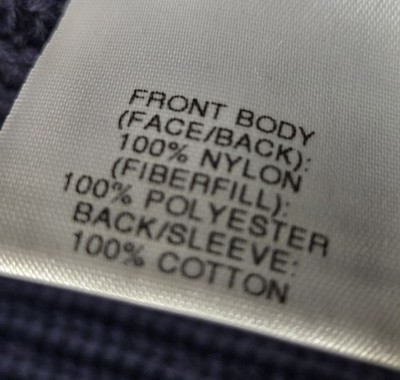 FRONT BODY
(FACE/BACK):
100% NYLON
(FIBERFILL):
100% POLYESTER
BACK/SLEEVE:
100% COTTON